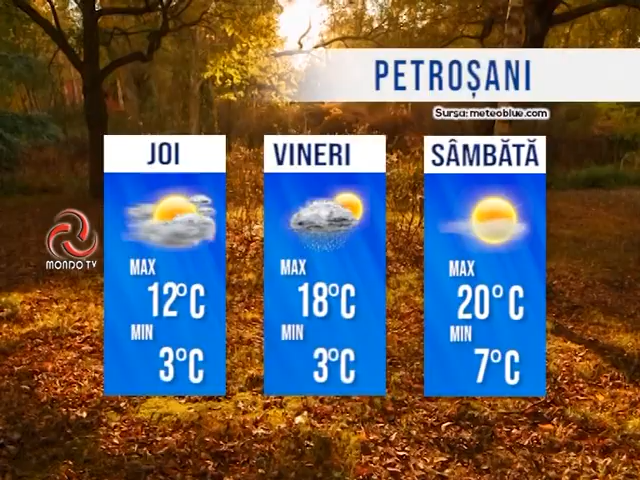 PETROȘANI
Sursa: meteoblue.com
JOI
MAX
12°C
MIN
3°C
VINERI
MAX
18°C
MIN
3°C
SÂMBĂTĂ
MAX
20°C
MIN
7°C
MONDO TV